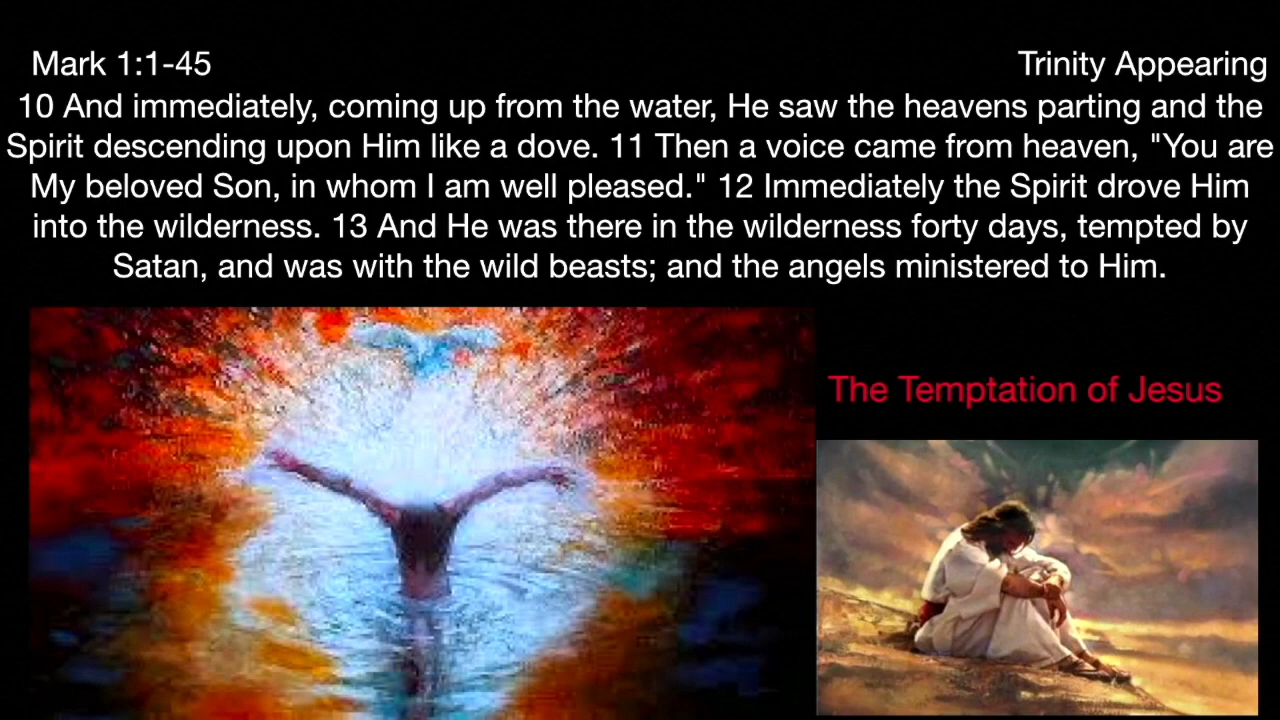 Mark 1:1-45
Trinity Appearing
10 And immediately, coming up from the water, He saw the heavens parting and the
Spirit descending upon Him like a dove. 11 Then a voice came from heaven, "You are
My beloved Son, in whom I am well pleased." 12 Immediately the Spirit drove Him
into the wilderness. 13 And He was there in the wilderness forty days, tempted by
Satan, and was with the wild beasts; and the angels ministered to Him.
The Temptation of Jesus